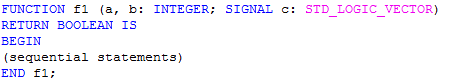 FUNCTION f1 (a, b: INTEGER; SIGNAL c: STD_LOGIC_VECTOR)
RETURN BOOLEAN IS
BEGIN
(sequential statements)
END f1;